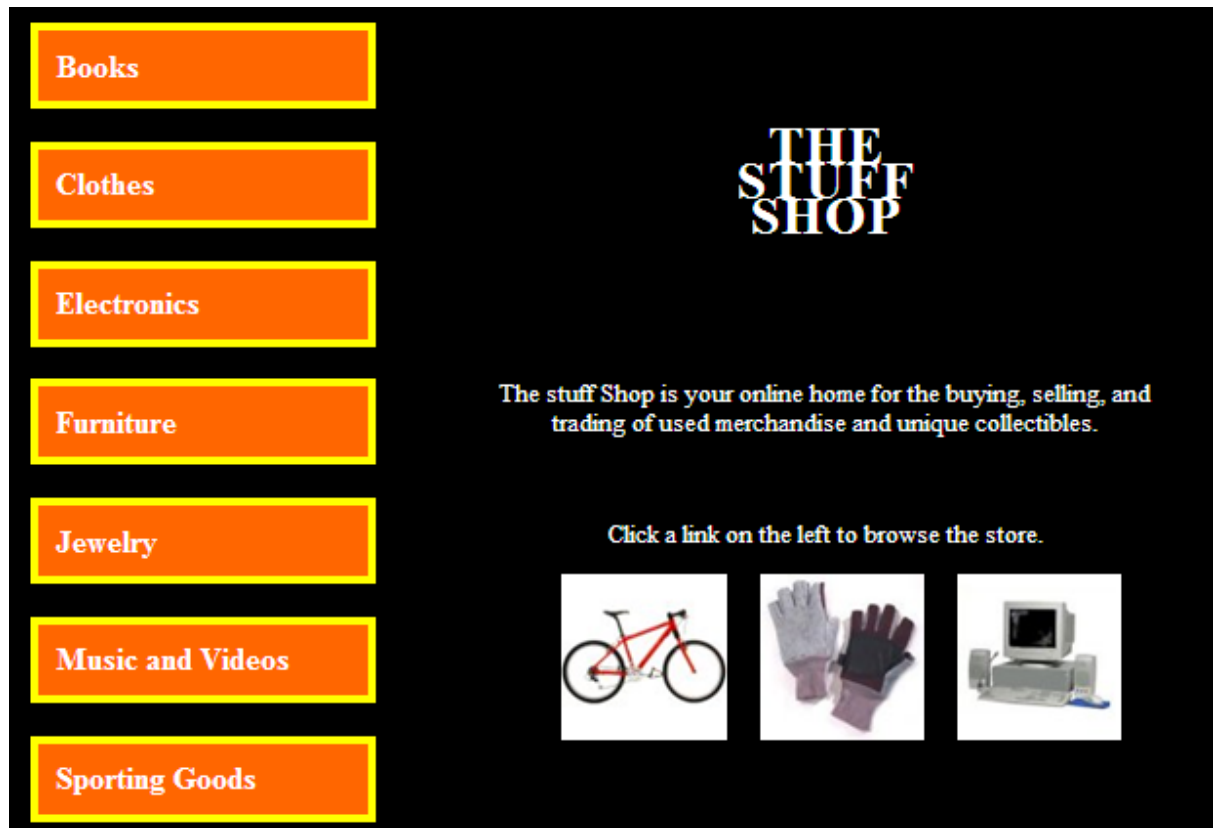 Books
Clothes
Electronics
Furniture
Jewelry
Music and Videos
Sporting Goods
THE
STUFF
SHOP
The stuff Shop is your online home for the buying, selling, and
trading of used merchandise and unique collectibles.
Click a link on the left to browse the store.